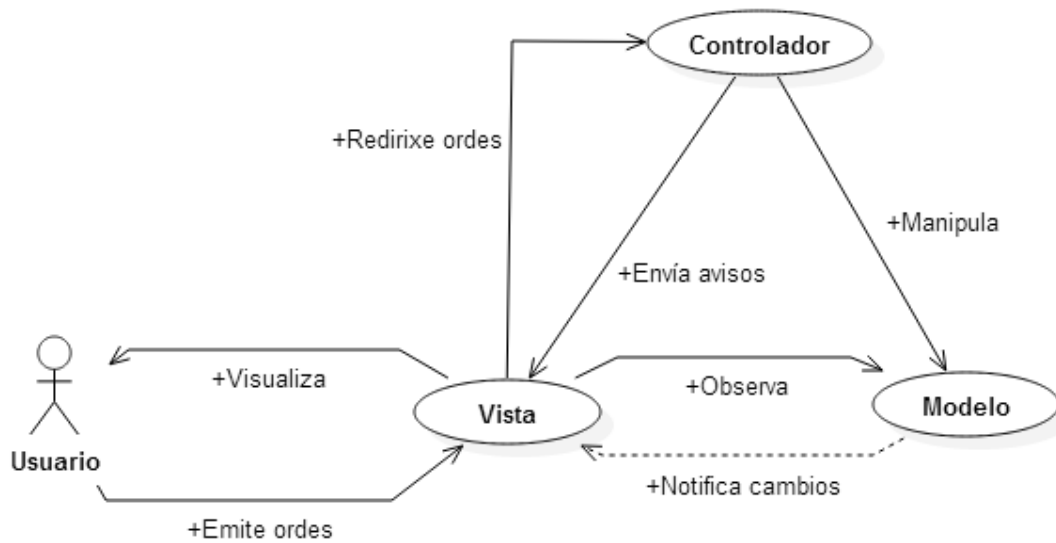 Controlador
+Redirixe ordes
+Manipula
+Envía avisos
+Visualiza
+Observa
Vista
Modelo
Usuario
+Notifica cambios
+Emite ordes